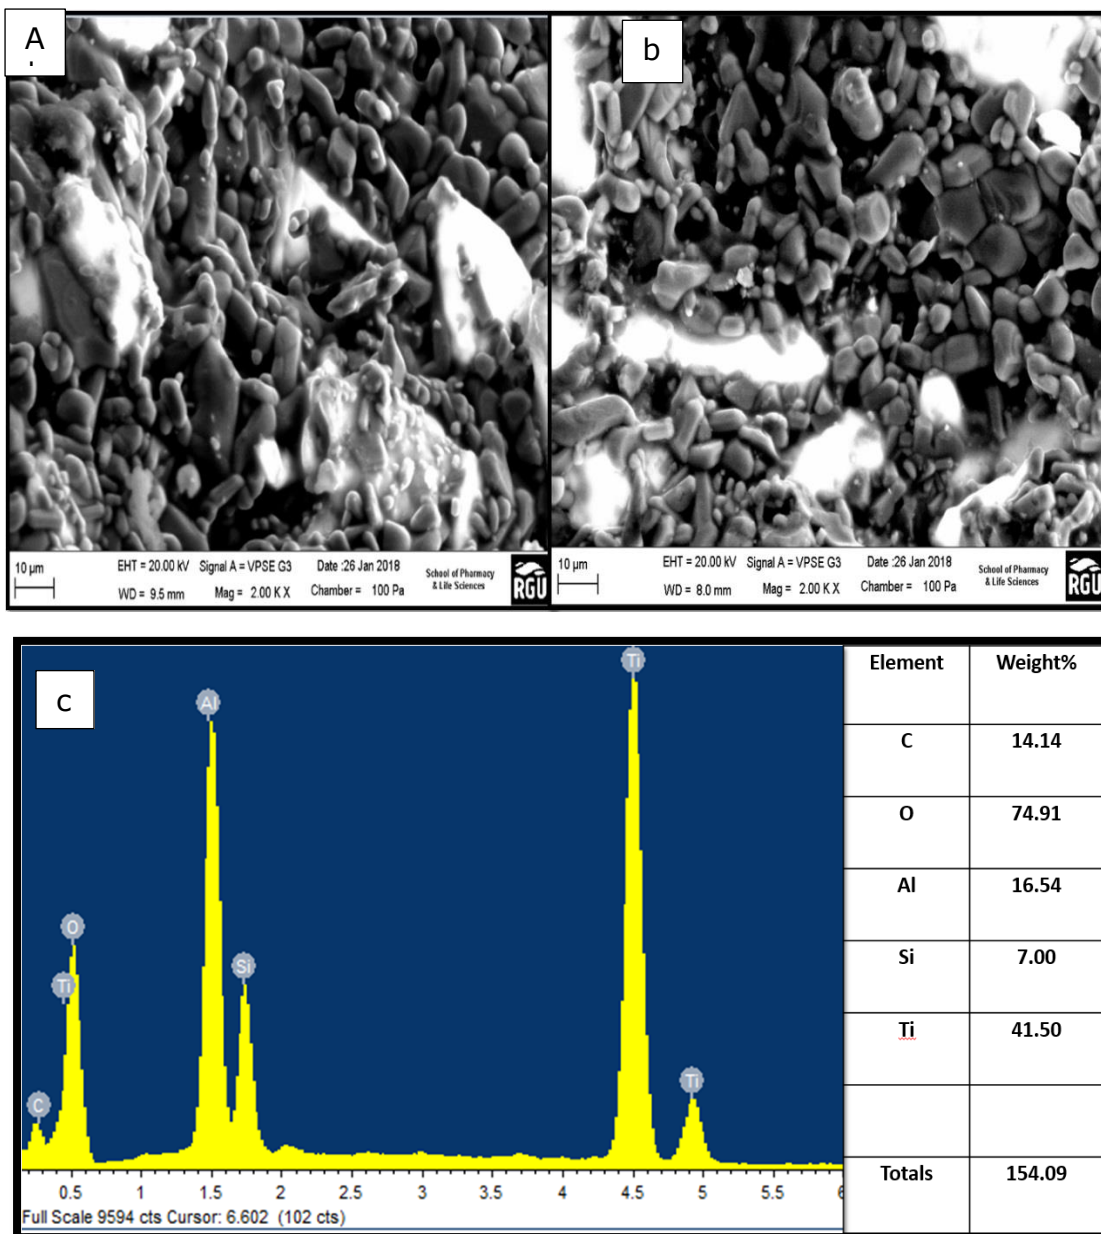 A
b
10 µm
EHT = 20.00 kV Signal A = VPSE G3 Date :26 Jan 2018
WD = 9.5 mm Mag = 2.00 K X Chamber = 100 Pa
School of Pharmacy
& Life Sciences
RGU
10 µm
EHT = 20.00 kV Signal A = VPSE G3 Date :26 Jan 2018
WD = 8.0 mm Mag = 2.00 K X Chamber = 100 Pa
School of Pharmacy
& Life Sciences
RGU
c
Ti
Al
O
Si
Ti
Ti
C
0.5 1 1.5 2 2.5 3 3.5 4 4.5 5 5.5 6
Full Scale 9594 cts Cursor: 6.602 (102 cts)
Element Weight%
C 14.14
O 74.91
Al 16.54
Si 7.00
Ti 41.50
Totals 154.09